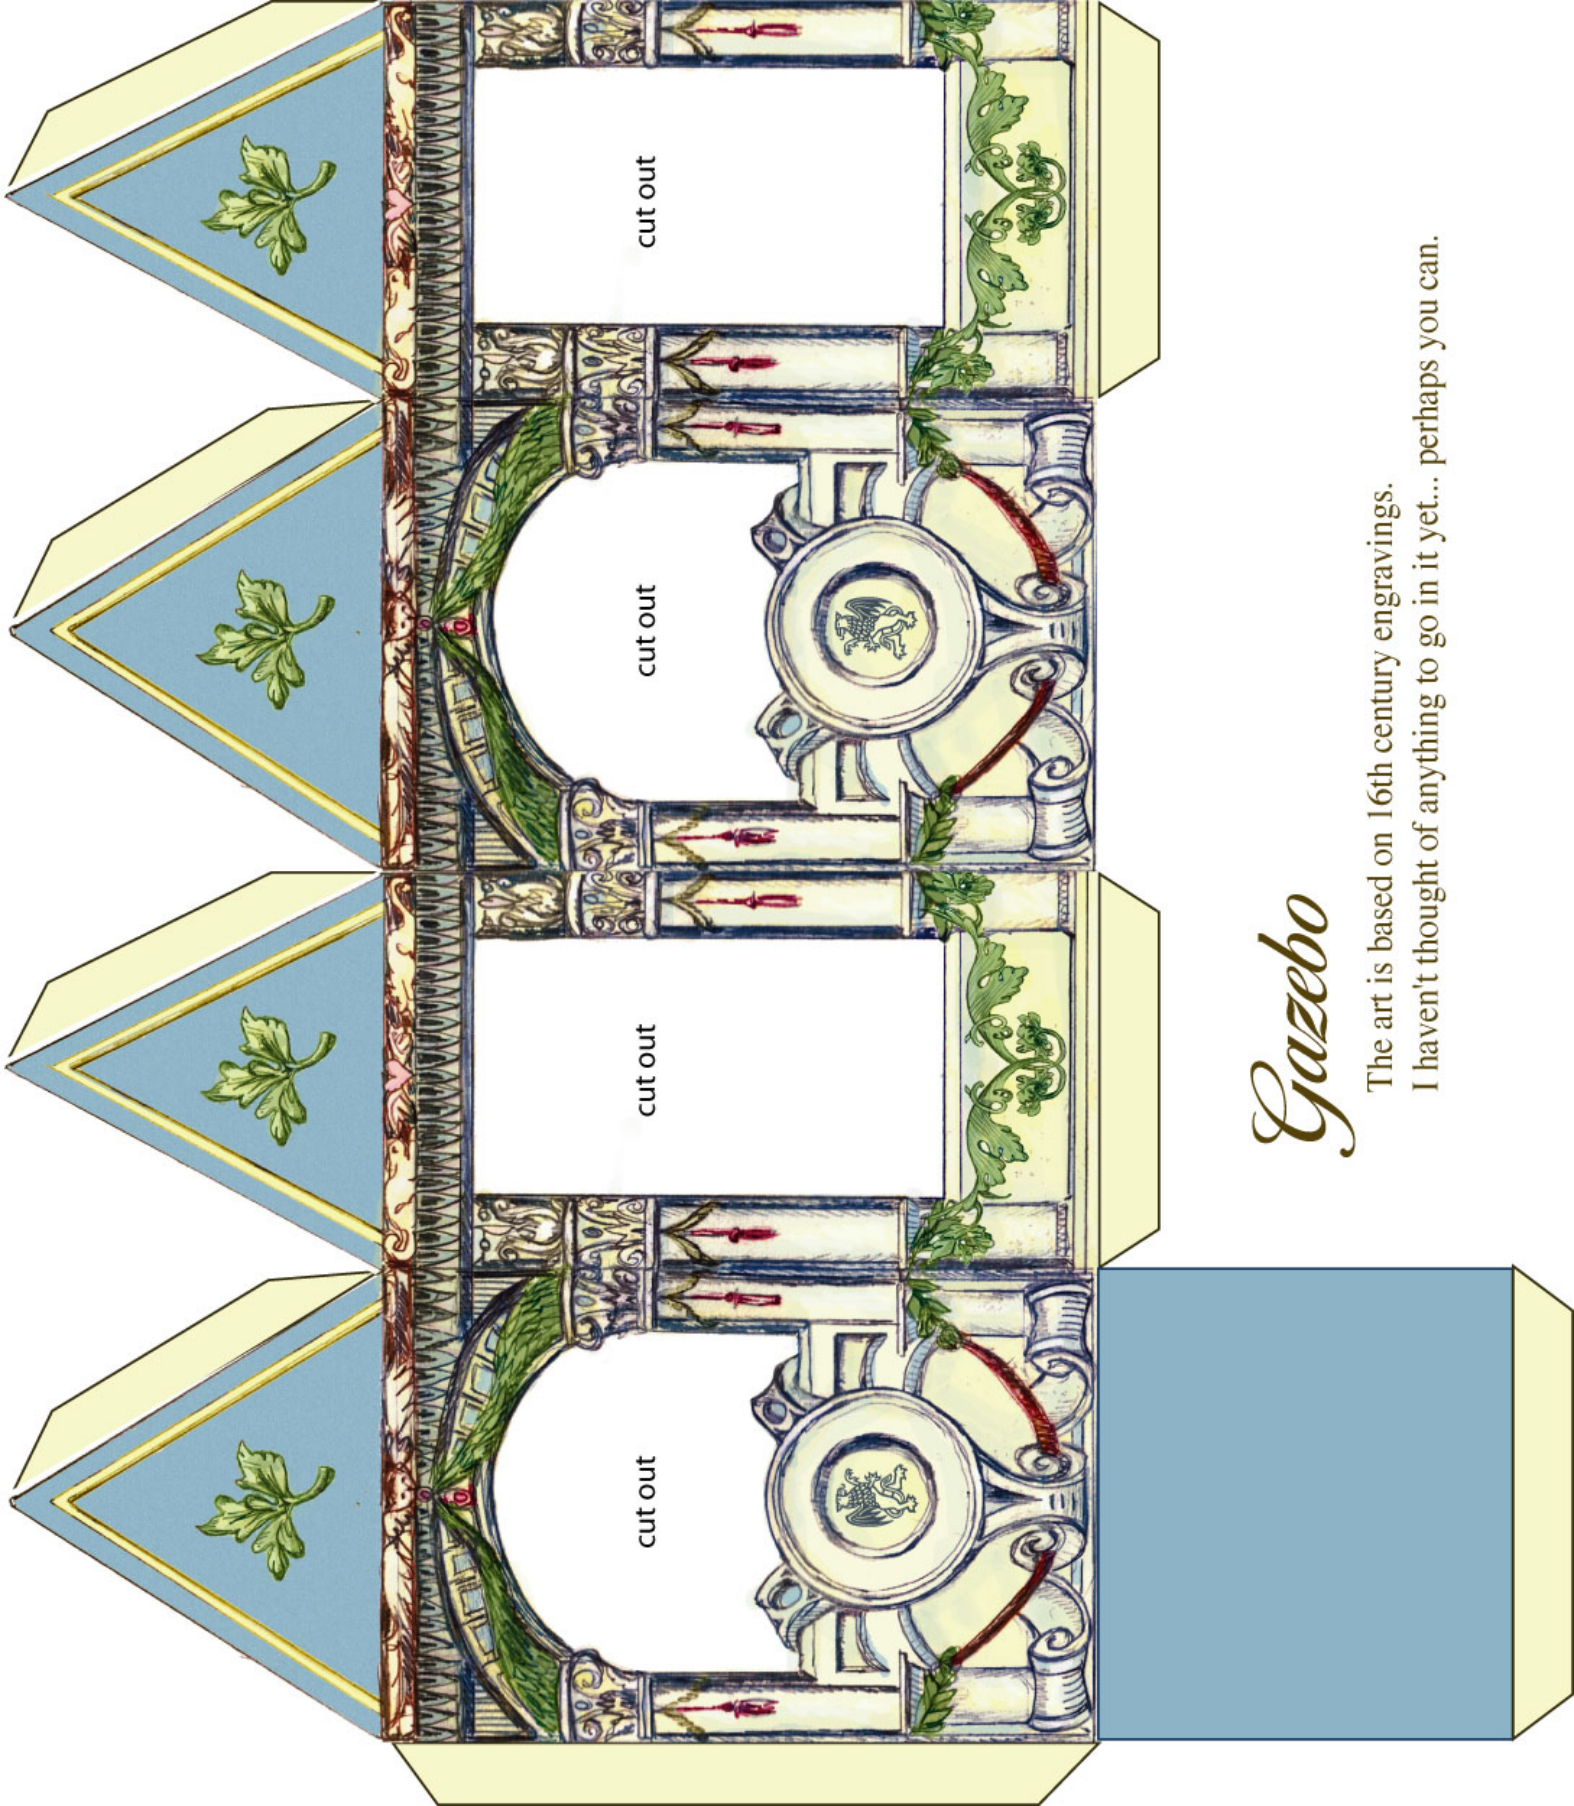 cut out
cut out
cut out
cut out
Gazebo
The art is based on 16th century engravings.
I haven't thought of anything to go in it yet... perhaps you can.